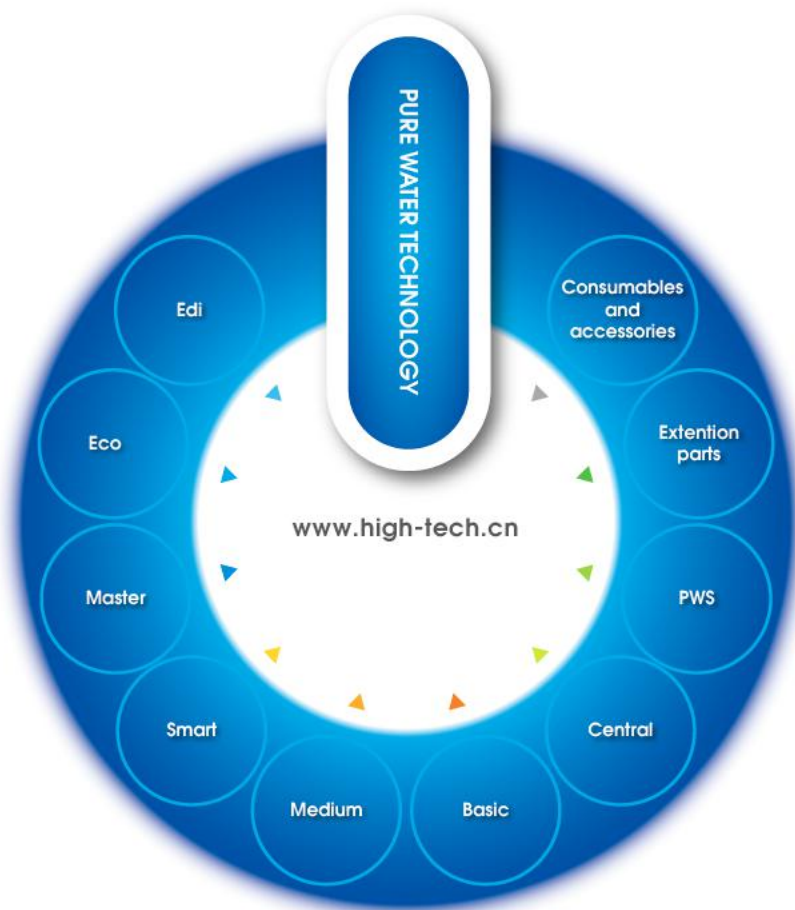 PURE WATER TECHNOLOGY
Edi
Consumables
and
accessories
Eco
Extention
parts
www.high-tech.cn
Master
PWS
Smart
Central
Medium
Basic